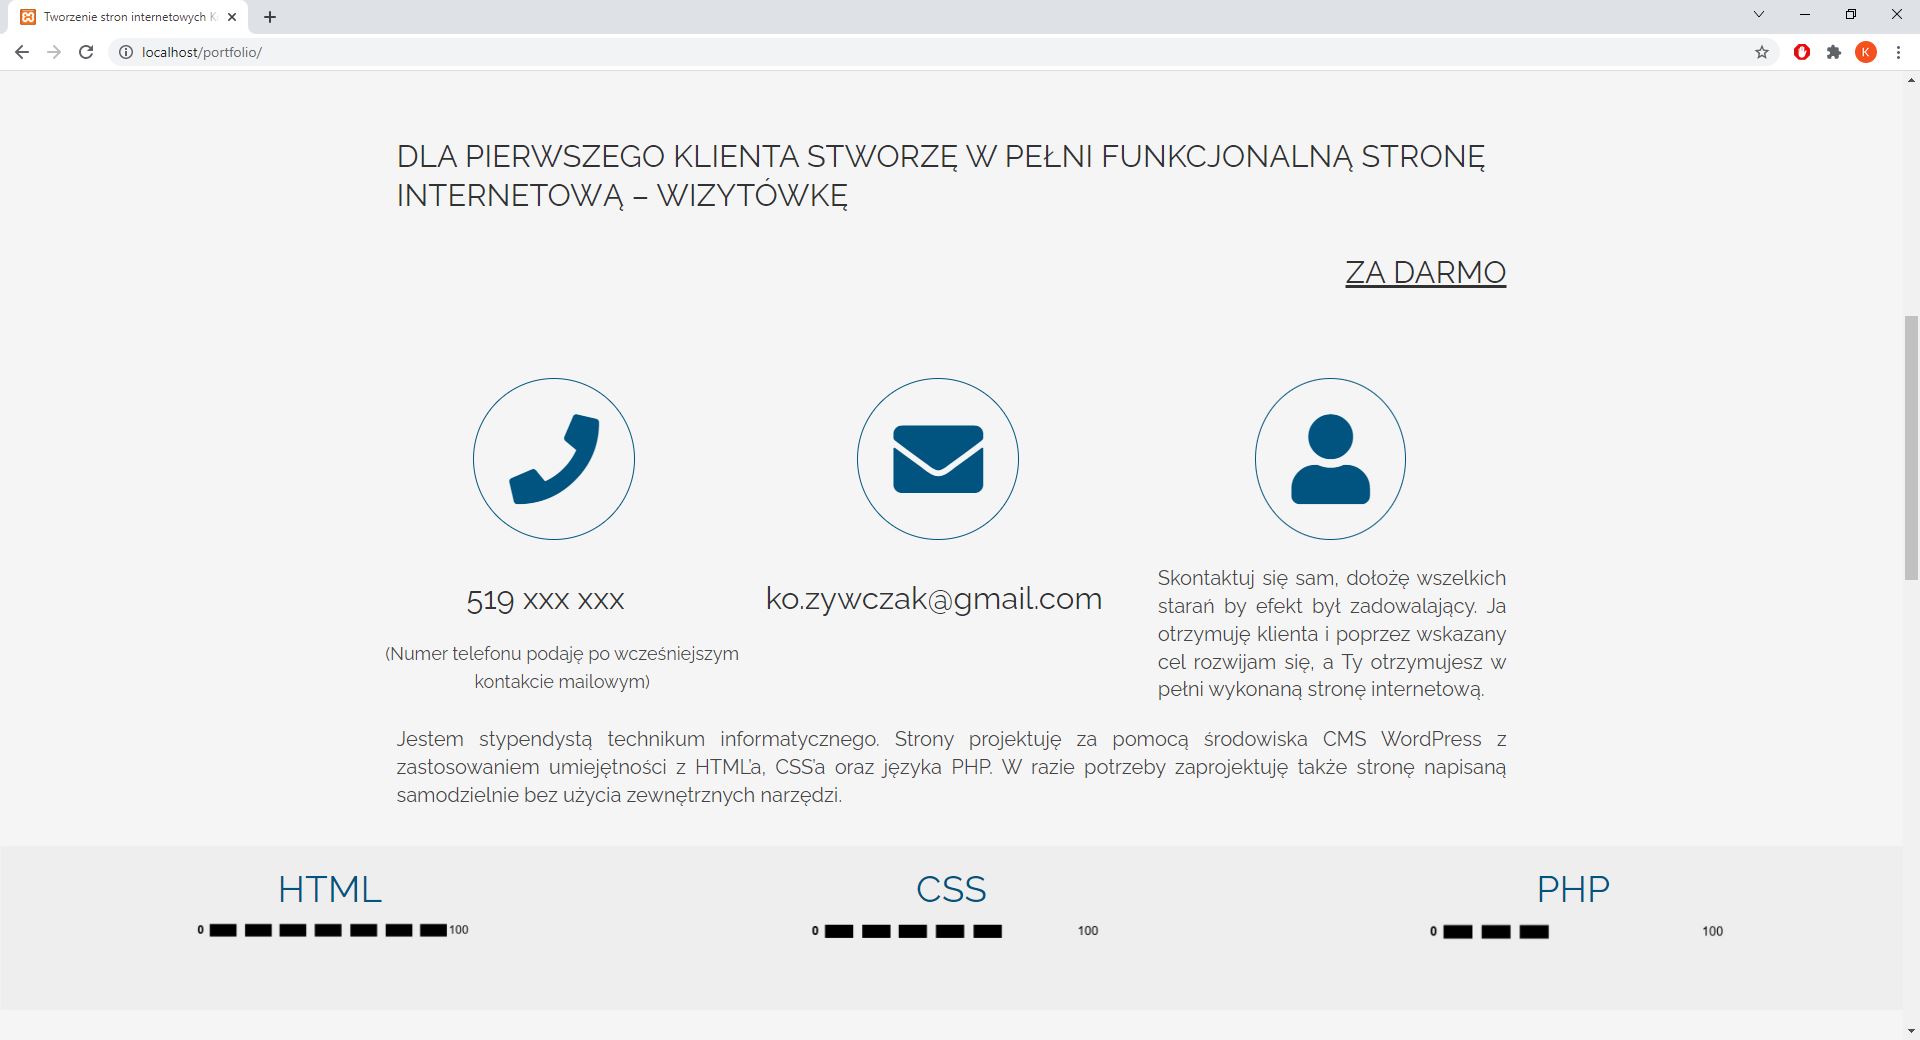 Tworzenie stron internetowych K
localhost/portfolio/
K
DLA PIERWSZEGO KLIENTA STWORZĘ W PEŁNI FUNKCJONALNĄ STRONĘ
INTERNETOWĄ – WIZYTÓWKĘ
ZA DARMO
519 xxx xxx
(Numer telefonu podaję po wcześniejszym
kontakcie mailowym)
ko.zywczak@gmail.com
Skontaktuj się sam, dołożę wszelkich
starań by efekt był zadowalający. Ja
otrzymuję klienta i poprzez wskazany
cel rozwijam się, a Ty otrzymujesz w
pełni wykonaną stronę internetową.
Jestem stypendystą technikum informatycznego. Strony projektuję za pomocą środowiska CMS WordPress z
zastosowaniem umiejętności z HTML'a, CSS'a oraz języka PHP. W razie potrzeby zaprojektuję także stronę napisaną
samodzielnie bez użycia zewnętrznych narzędzi.
HTML
0 100
CSS
0 100
PHP
0 100